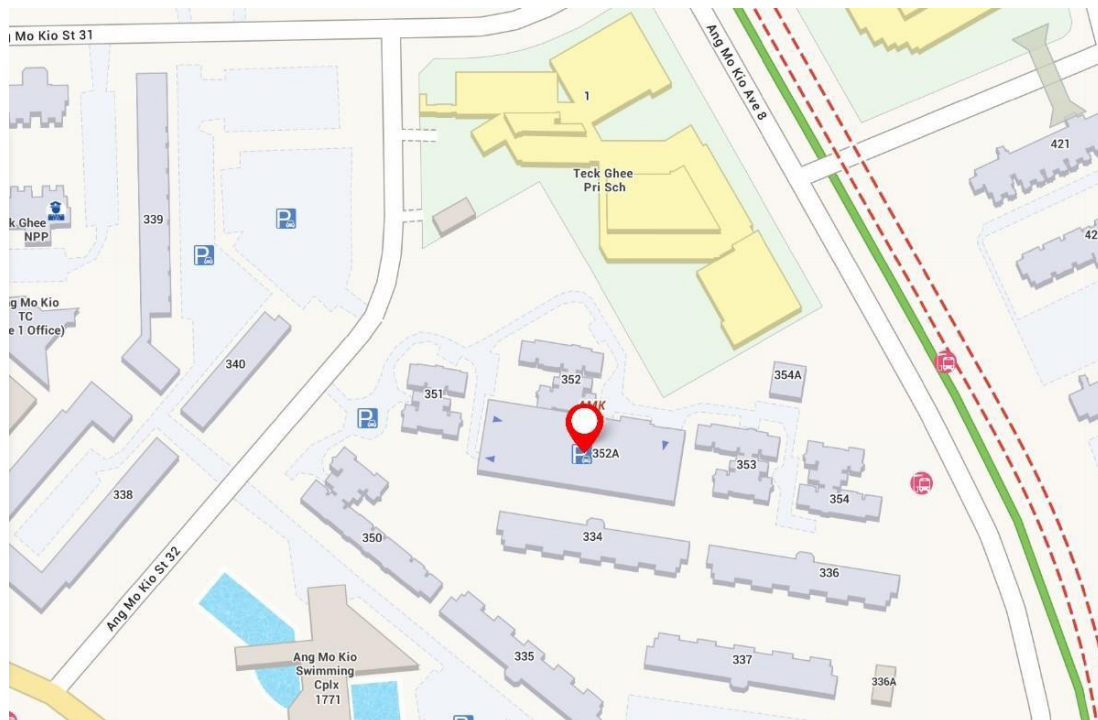 Mo Kio St 31
Ang Mo Kio Ave 8
1
421
Teck Ghee
Pri Sch
339
k Ghee
NPP
42
ng Mo Kio
TC
e 1 Office)
340
351
352
354A
AMK
352A
353
354
338
350
334
336
Ang Mo Kio St 32
335
337
336A
Ang Mo Kio
Swimming
Cplx
1771